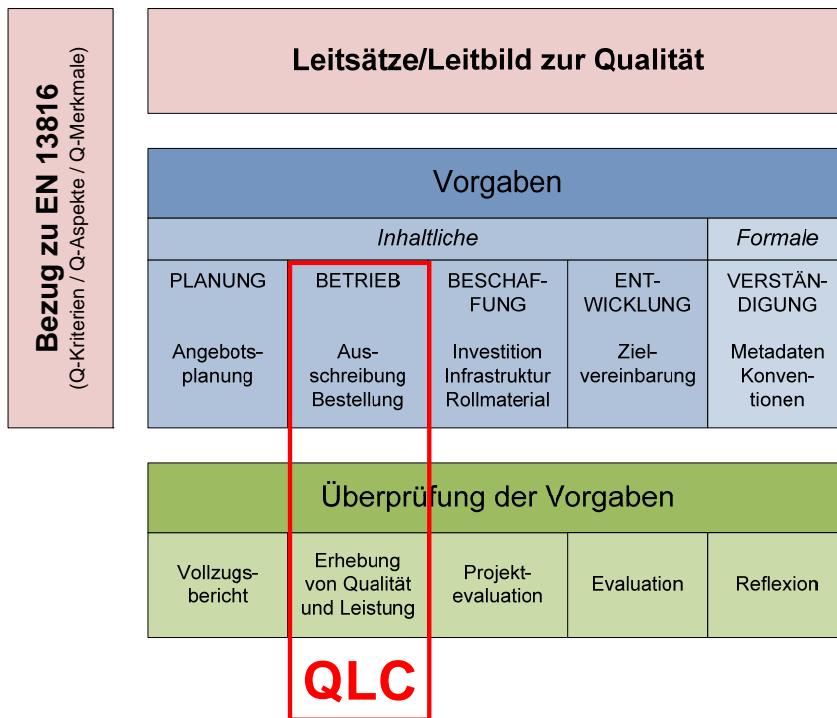 Bezug zu EN 13816
(Q-Kriterien / Q-Aspekte / Q-Merkmale)
Leitsätze/Leitbild zur Qualität
Vorgaben
Inhaltliche
Formale
PLANUNG
Angebots-
planung
BETRIEB
Aus-
schreibung
Bestellung
BESCHAF-
FUNG
Investition
Infrastruktur
Rollmaterial
ENT-
WICKLUNG
Ziel-
vereinbarung
VERSTÄN-
DIGUNG
Metadaten
Konven-
tionen
Überprüfung der Vorgaben
Vollzugs-
bericht
Erhebung
von Qualität
und Leistung
Projekt-
evaluation
Evaluation
Reflexion
QLC